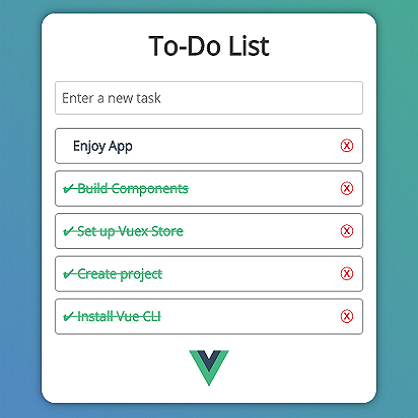 To-Do List
Enter a new task
Enjoy App ⓧ
✔ Build Components ⓧ
✔ Set up Vuex Store ⓧ
✔ Create project ⓧ
✔ Install Vue CLI ⓧ